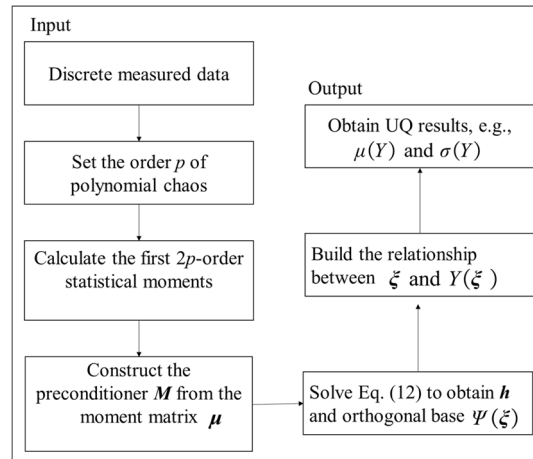 Input
Discrete measured data
Set the order p of
polynomial chaos
Calculate the first 2p-order
statistical moments
Construct the
preconditioner M from the
moment matrix μ
Solve Eq. (12) to obtain h
and orthogonal base Ψ(ξ)
Build the relationship
between ξ and Y(ξ)
Output
Obtain UQ results, e.g.,
μ(Y) and σ(Y)